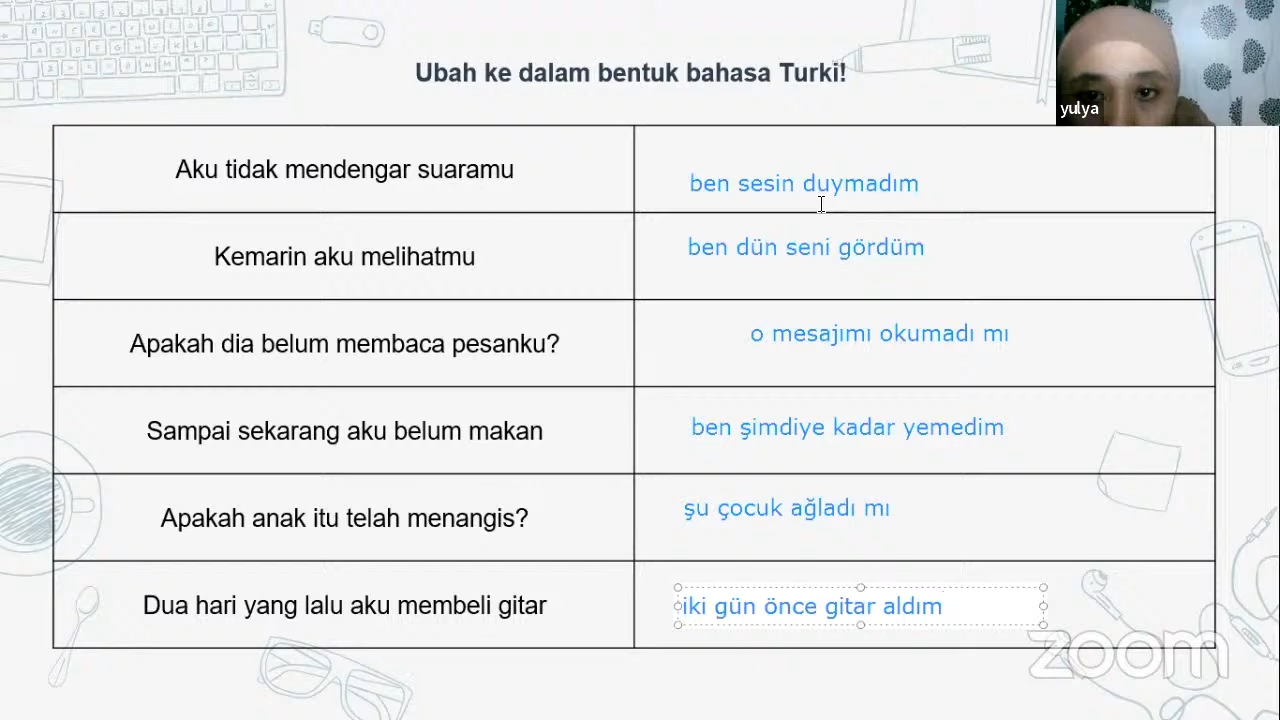 Ubah ke dalam bentuk bahasa Turki!
yulya
Aku tidak mendengar suaramu
ben sesin duymadım
Kemarin aku melihatmu
ben dün seni gördüm
Apakah dia belum membaca pesanku?
o mesajımı okumadı mı
Sampai sekarang aku belum makan
ben şimdiye kadar yemedim
Apakah anak itu telah menangis?
şu çocuk ağladı mı
Dua hari yang lalu aku membeli gitar
iki gün önce gitar aldım
zoom